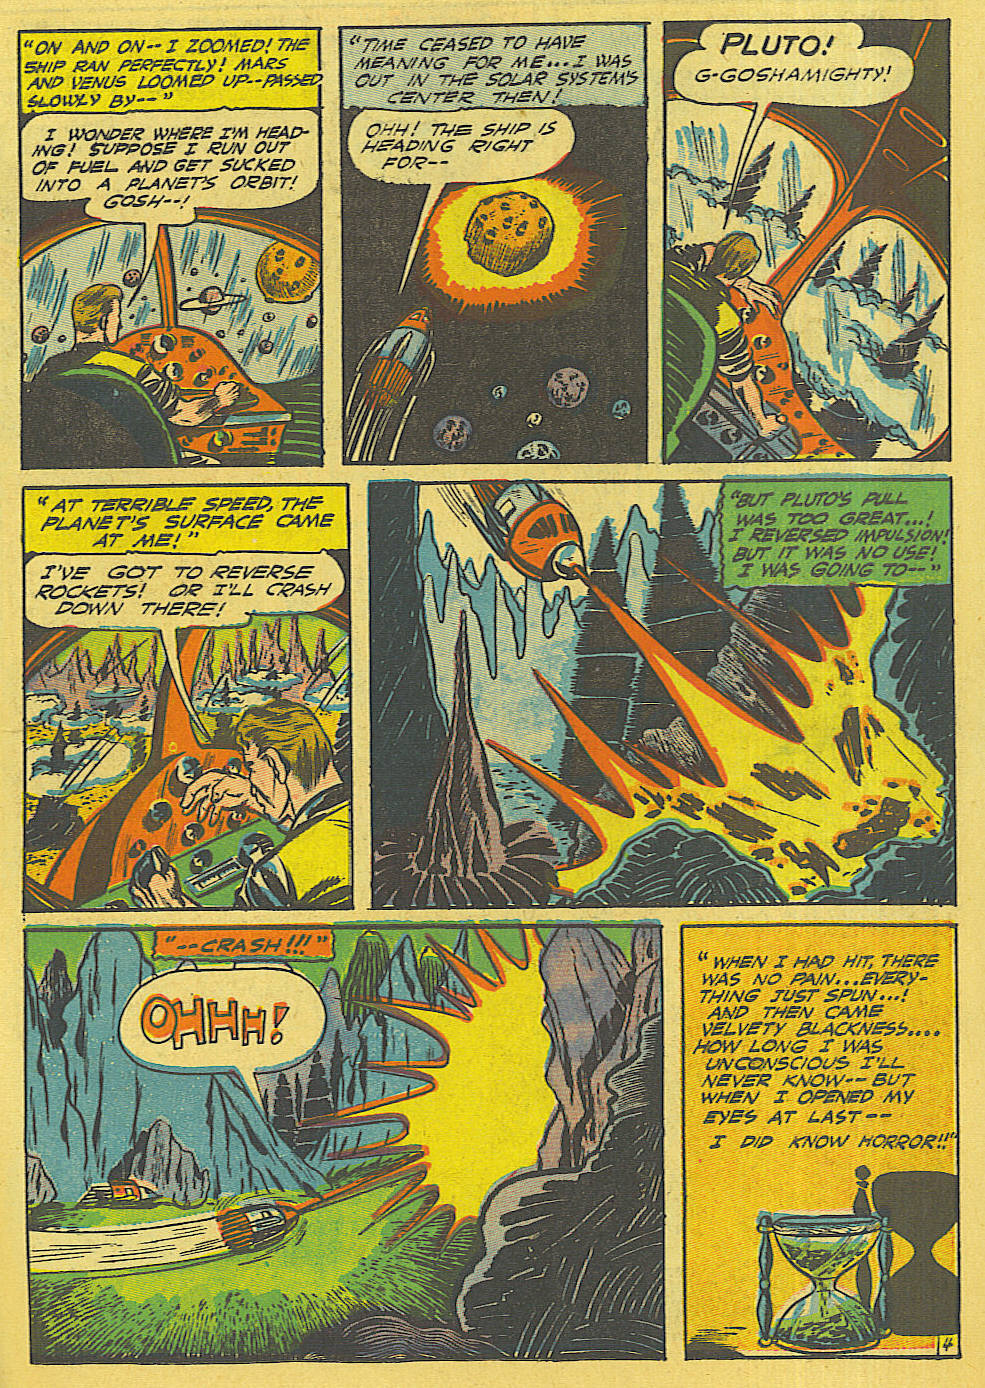 "ON AND ON-- I ZOOMED! THE
SHIP RAN PERFECTLY! MARS
AND VENUS LOOMED UP--PASSED
SLOWLY BY--"
I WONDER WHERE I'M HEAD-
ING! SUPPOSE I RUN OUT
OF FUEL AND GET SUCKED
INTO A PLANET'S ORBIT!
GOSH--!
"TIME CEASED TO HAVE
MEANING FOR ME... I WAS
OUT IN THE SOLAR SYSTEM'S
CENTER THEN!
OHH! THE SHIP IS
HEADING RIGHT
FOR--
PLUTO!
G-GOSHAMIGHTY!
"AT TERRIBLE SPEED, THE
PLANET'S SURFACE CAME
AT ME!"
I'VE GOT TO REVERSE
ROCKETS! OR I'LL CRASH
DOWN THERE!
"BUT PLUTO'S PULL
WAS TOO GREAT...!
I REVERSED IMPULSION!
BUT IT WAS NO USE!
I WAS GOING TO--"
"--CRASH!!!"
OHHH!
"WHEN I HAD HIT, THERE
WAS NO PAIN...EVERY-
THING JUST SPUN...!
AND THEN CAME
VELVETY BLACKNESS....
HOW LONG I WAS
UNCONSCIOUS I'LL
NEVER KNOW-- BUT
WHEN I OPENED MY
EYES AT LAST--
I DID KNOW HORROR!!"
4